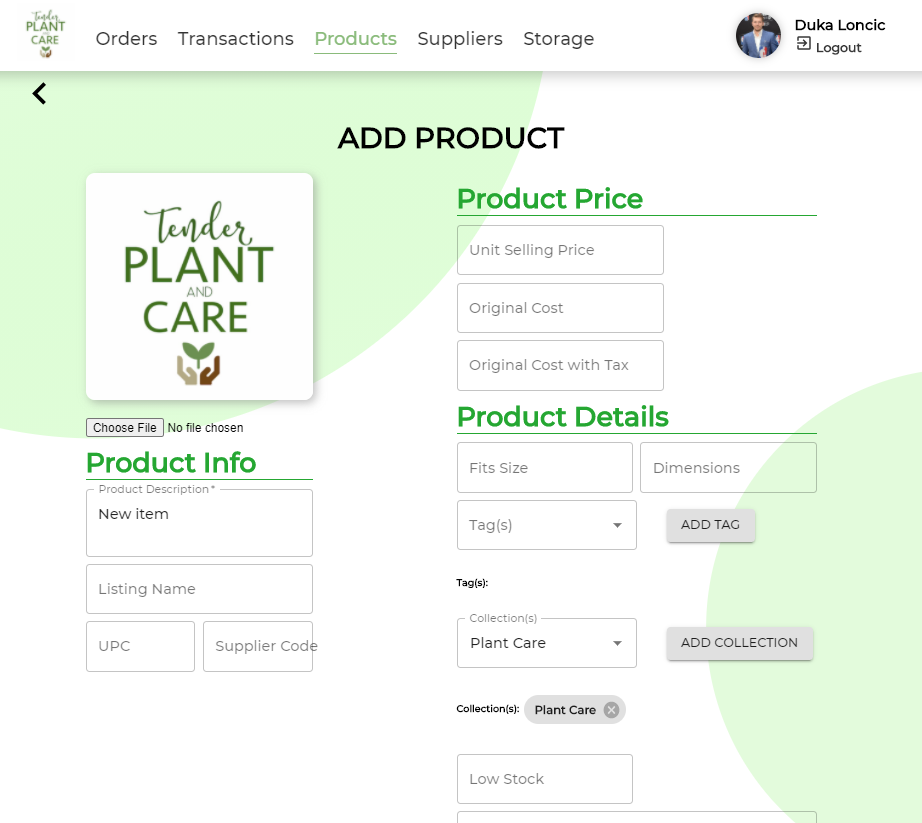 Tender
PLANT
AND
CARE
Orders
Transactions
Products
Suppliers
Storage
Duka Loncic
Logout
ADD PRODUCT
Tender
PLANT
AND
CARE
Choose File No file chosen
Product Info
Product Description *
New item
Listing Name
UPC
Supplier Code
Product Price
Unit Selling Price
Original Cost
Original Cost with Tax
Product Details
Fits Size
Dimensions
Tag(s)
ADD TAG
Tag(s):
Collection(s)
Plant Care
ADD COLLECTION
Collection(s):
Plant Care
Low Stock